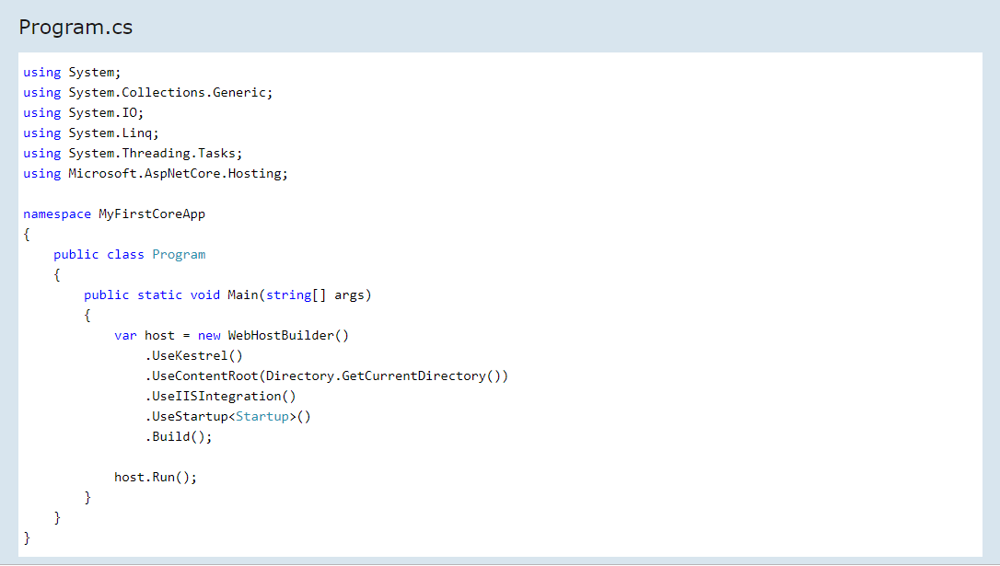 Program.cs
using System;
using System.Collections.Generic;
using System.IO;
using System.Linq;
using System.Threading.Tasks;
using Microsoft.AspNetCore.Hosting;

namespace MyFirstCoreApp
{
    public class Program
    {
        public static void Main(string[] args)
        {
            var host = new WebHostBuilder()
                .UseKestrel()
                .UseContentRoot(Directory.GetCurrentDirectory())
                .UseIISIntegration()
                .UseStartup<Startup>()
                .Build();

            host.Run();
        }
    }
}